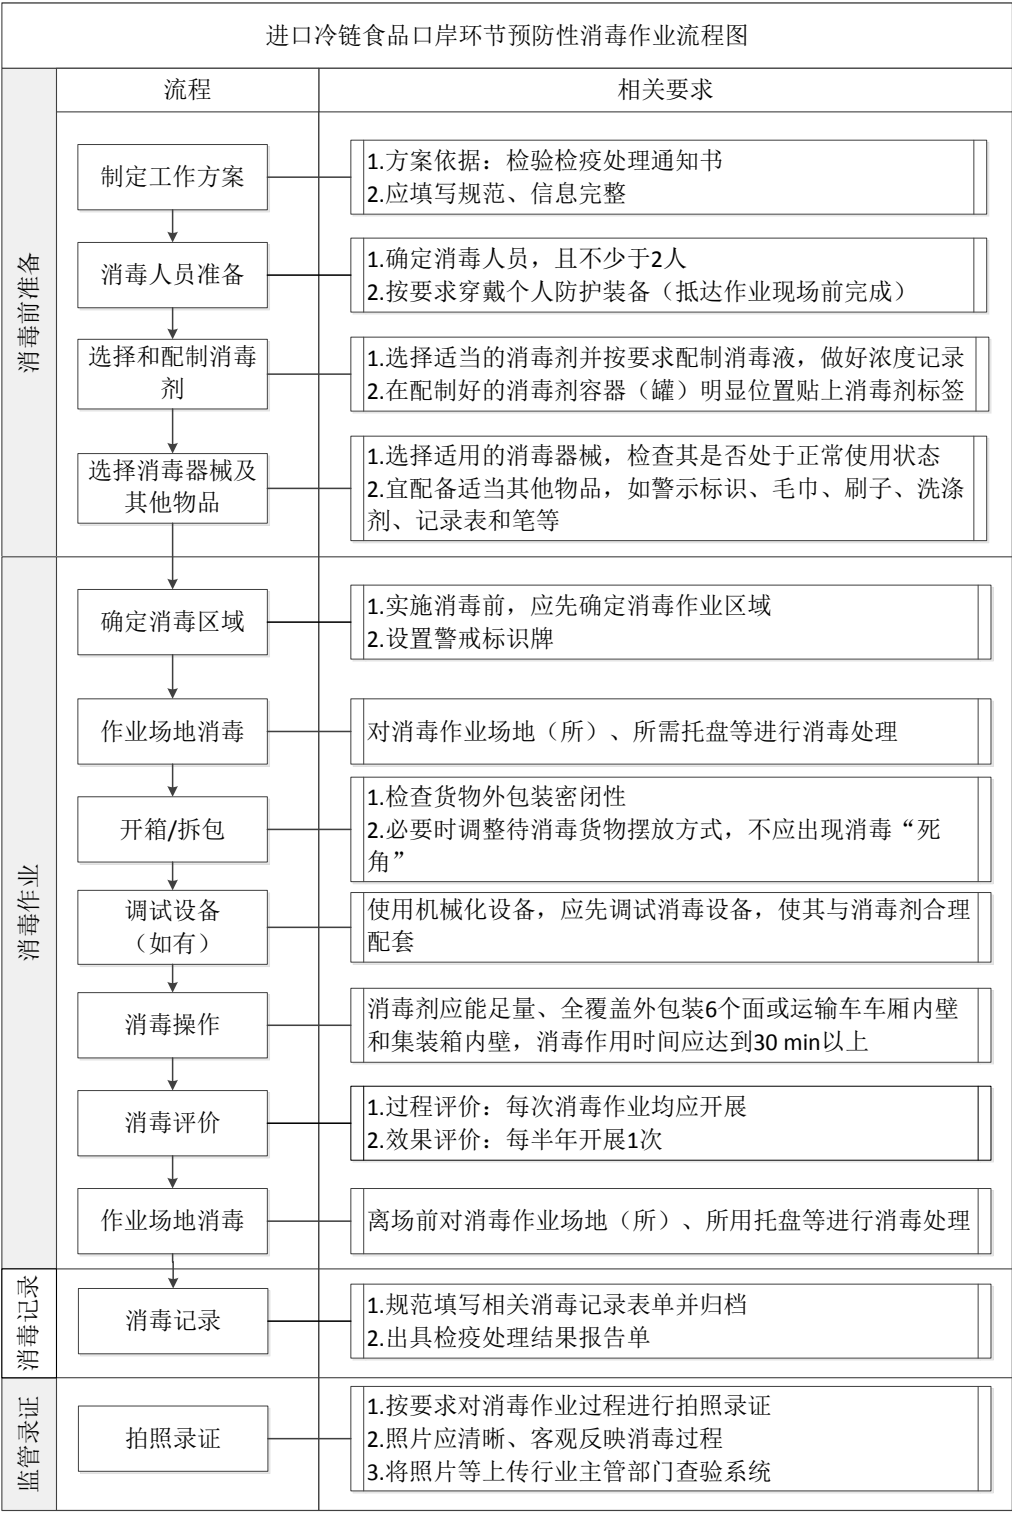 进口冷链食品口岸环节预防性消毒作业流程图
流程
相关要求
消毒前准备
制定工作方案
1.方案依据：检验检疫处理通知书
2.应填写规范、信息完整
消毒人员准备
1.确定消毒人员，且不少于2人
2.按要求穿戴个人防护装备（抵达作业现场前完成）
选择和配制消毒
剂
1.选择适当的消毒剂并按要求配制消毒液，做好浓度记录
2.在配制好的消毒剂容器（罐）明显位置贴上消毒剂标签
选择消毒器械及
其他物品
1.选择适用的消毒器械，检查其是否处于正常使用状态
2.宜配备适当其他物品，如警示标识、毛巾、刷子、洗涤
剂、记录表和笔等
消毒作业
确定消毒区域
1.实施消毒前，应先确定消毒作业区域
2.设置警戒标识牌
作业场地消毒
对消毒作业场地（所）、所需托盘等进行消毒处理
开箱/拆包
1.检查货物外包装密闭性
2.必要时调整待消毒货物摆放方式，不应出现消毒“死
角”
调试设备
（如有）
使用机械化设备，应先调试消毒设备，使其与消毒剂合理
配套
消毒操作
消毒剂应能足量、全覆盖外包装6个面或运输车车厢内壁
和集装箱内壁，消毒作用时间应达到30 min以上
消毒评价
1.过程评价：每次消毒作业均应开展
2.效果评价：每半年开展1次
作业场地消毒
离场前对消毒作业场地（所）、所用托盘等进行消毒处理
消毒记录
消毒记录
1.规范填写相关消毒记录表单并归档
2.出具检疫处理结果报告单
监管录证
拍照录证
1.按要求对消毒作业过程进行拍照录证
2.照片应清晰、客观反映消毒过程
3.将照片等上传行业主管部门查验系统